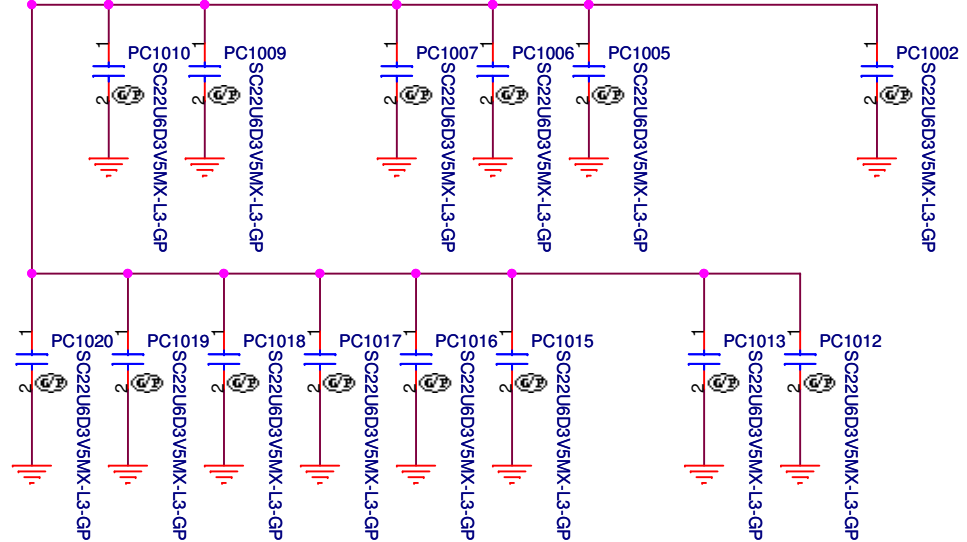 PC1010
1
2
G/P
SC22U6D3V5MX-L3-GP
PC1009
1
2
G/P
SC22U6D3V5MX-L3-GP
PC1007
1
2
G/P
SC22U6D3V5MX-L3-GP
PC1006
1
2
G/P
SC22U6D3V5MX-L3-GP
PC1005
1
2
G/P
SC22U6D3V5MX-L3-GP
PC1002
1
2
G/P
SC22U6D3V5MX-L3-GP
PC1020
1
2
G/P
SC22U6D3V5MX-L3-GP
PC1019
1
2
G/P
SC22U6D3V5MX-L3-GP
PC1018
1
2
G/P
SC22U6D3V5MX-L3-GP
PC1017
1
2
G/P
SC22U6D3V5MX-L3-GP
PC1016
1
2
G/P
SC22U6D3V5MX-L3-GP
PC1015
1
2
G/P
SC22U6D3V5MX-L3-GP
PC1013
1
2
G/P
SC22U6D3V5MX-L3-GP
PC1012
1
2
G/P
SC22U6D3V5MX-L3-GP